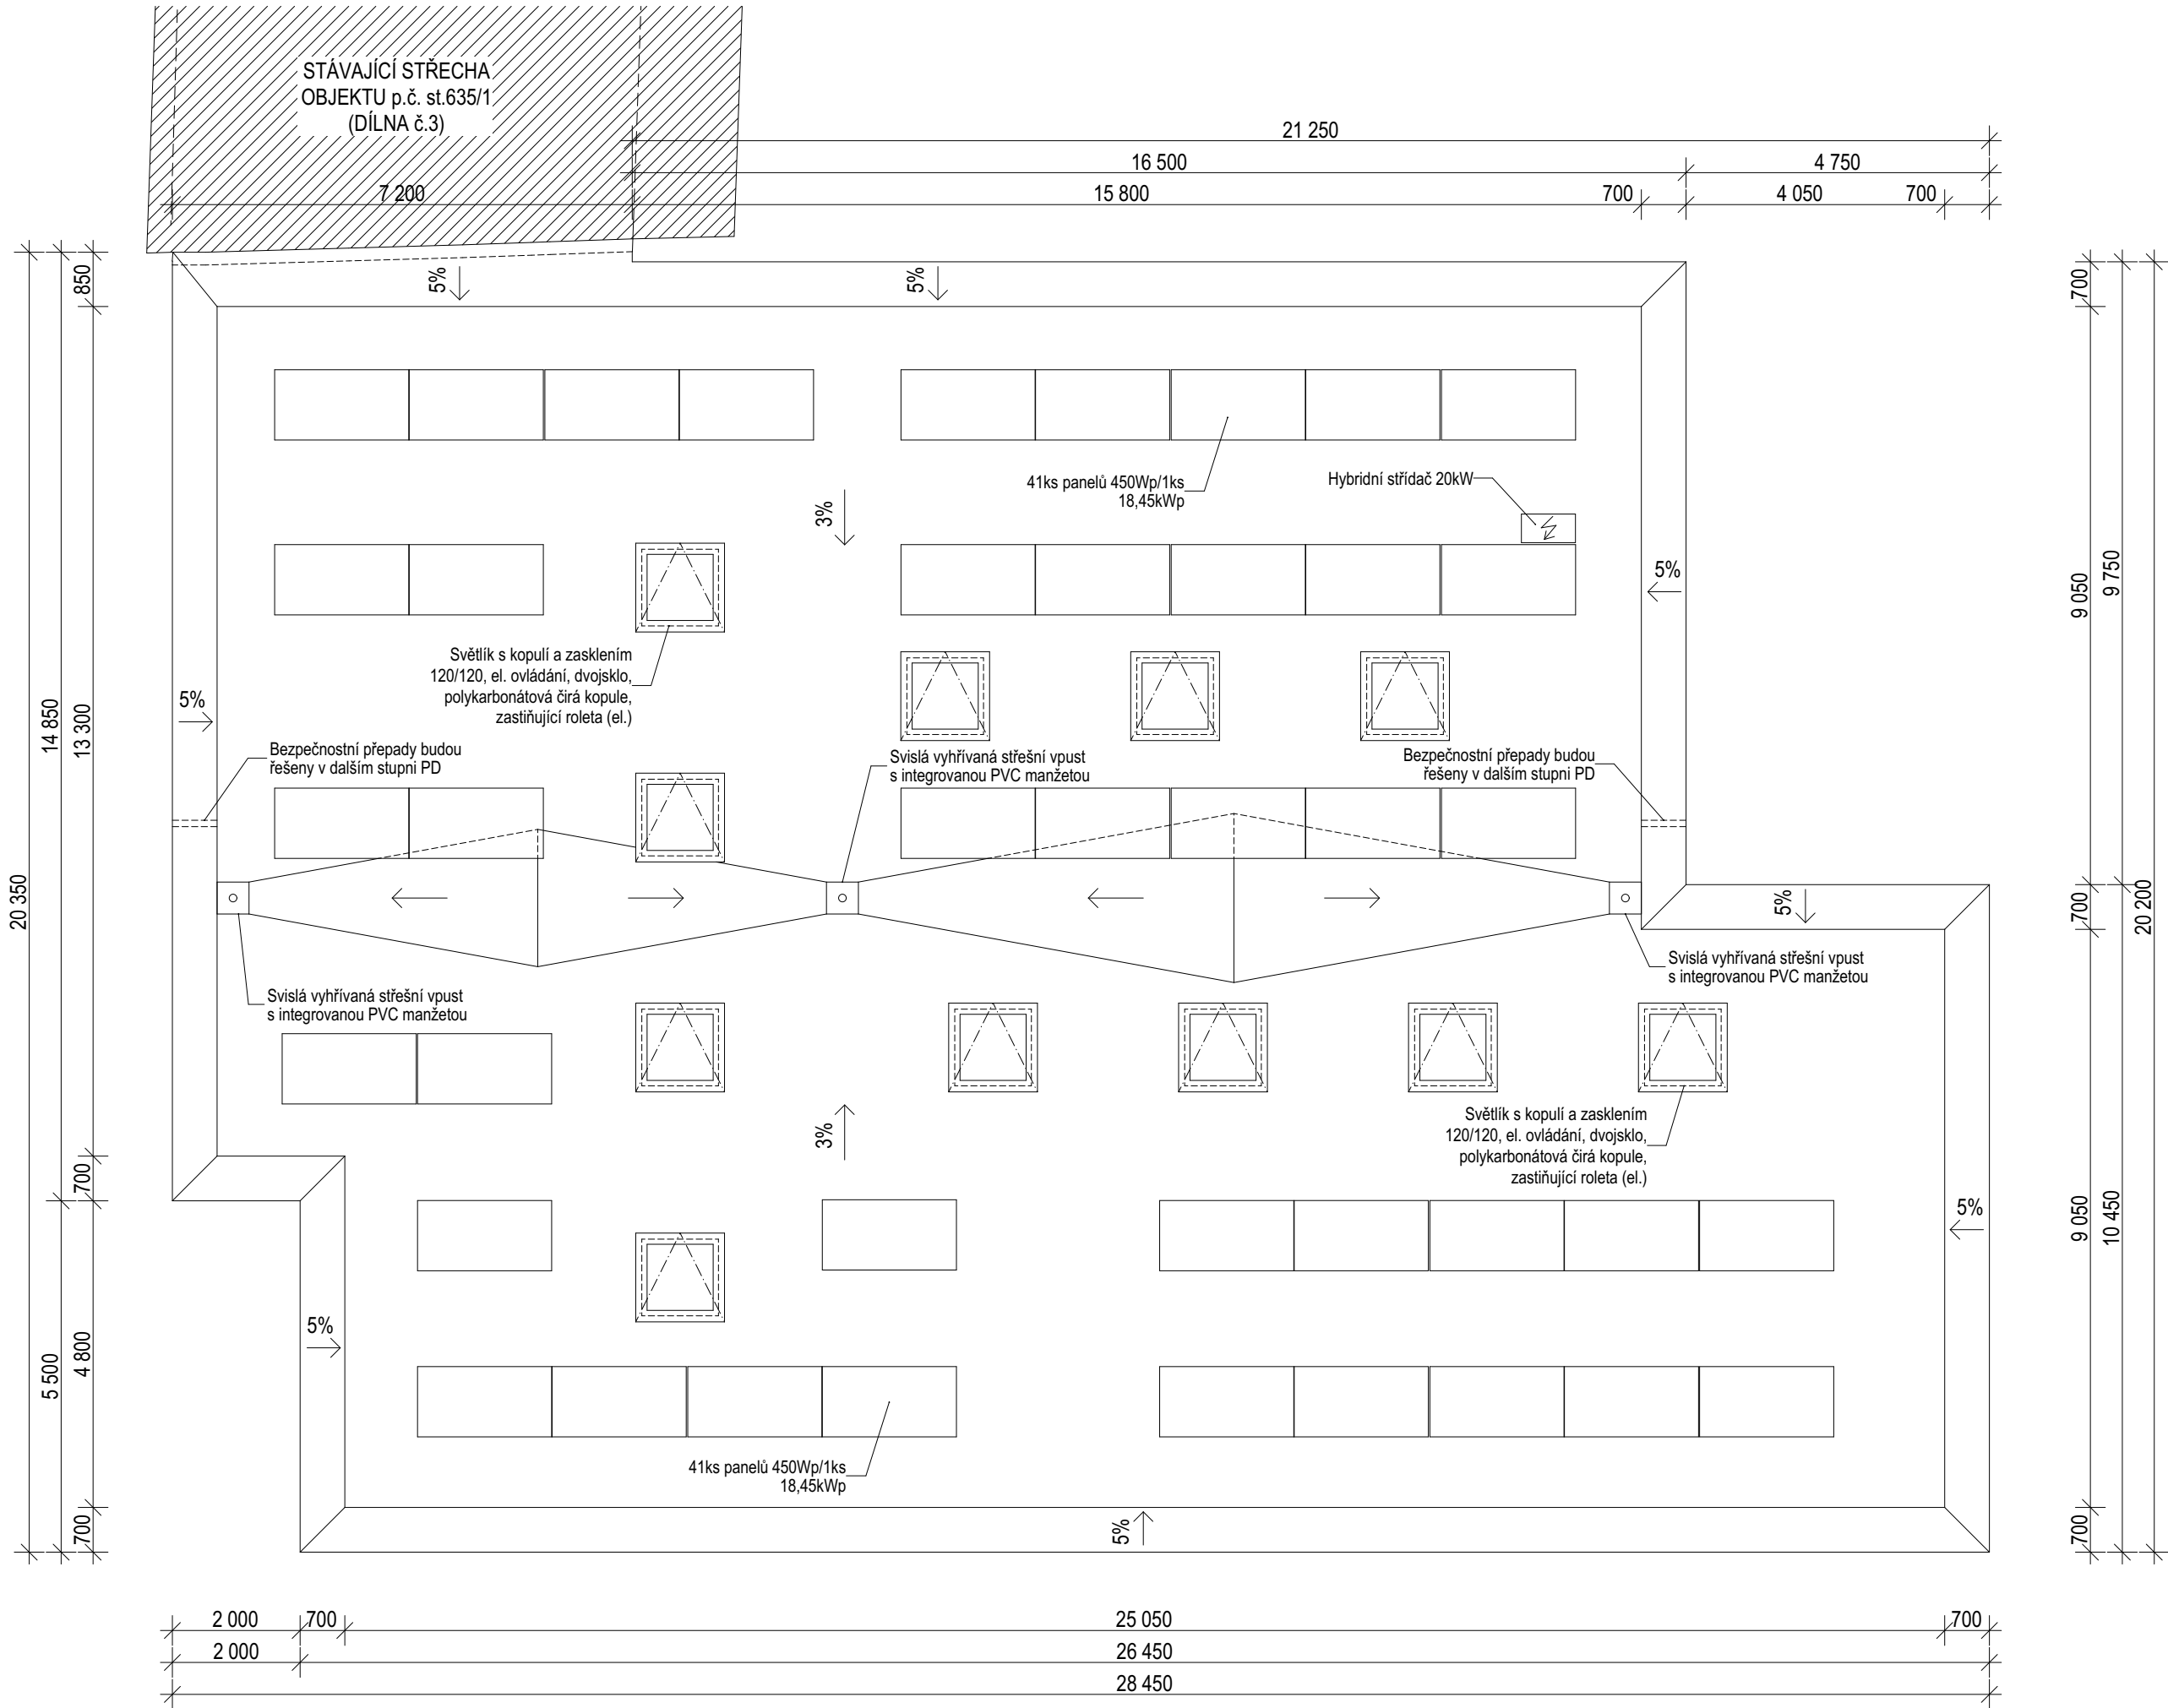 STÁVAJÍCÍ STŘECHA
OBJEKTU p.č. st.635/1
(DÍLNA č.3)
21 250
16 500
4 750
7 200
15 800
700
4 050
700
850
5%
5%
700
41ks panelů 450Wp/1ks
18,45kWp
Hybridní střídač 20kW
3%
5%
9 050
9 750
Světlík s kopulí a zasklením
120/120, el. ovládání, dvojsklo,
polykarbonátová čirá kopule,
zastiňující roleta (el.)
5%
14 850
13 300
Bezpečnostní přepady budou
řešeny v dalším stupni PD
Svislá vyhřívaná střešní vpust
s integrovanou PVC manžetou
Bezpečnostní přepady budou
řešeny v dalším stupni PD
20 350
5%
700
20 200
Svislá vyhřívaná střešní vpust
s integrovanou PVC manžetou
Svislá vyhřívaná střešní vpust
s integrovanou PVC manžetou
3%
Světlík s kopulí a zasklením
120/120, el. ovládání, dvojsklo,
polykarbonátová čirá kopule,
zastiňující roleta (el.)
700
5%
9 050
10 450
5%
5 500
4 800
41ks panelů 450Wp/1ks
18,45kWp
700
5%
700
2 000
700
25 050
700
2 000
26 450
28 450